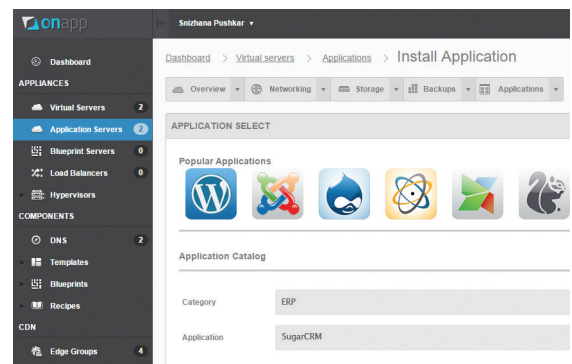 onapp
Snizhana Pushkar
Dashboard
APPLIANCES
Virtual Servers 2
Application Servers 2
Blueprint Servers 0
Load Balancers 0
Hypervisors
COMPONENTS
DNS 2
Templates
Blueprints
Recipes
CDN
Edge Groups 4
Dashboard > Virtual servers > Applications > Install Application
Overview Networking Storage Backups Applications
APPLICATION SELECT
Popular Applications
Application Catalog
Category ERP
Application SugarCRM